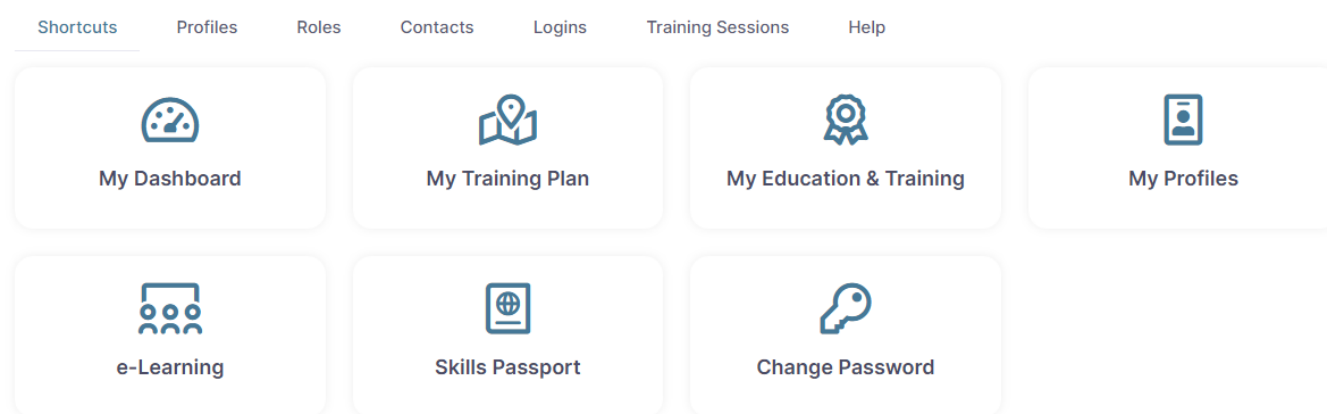 Shortcuts Profiles Roles Contacts Logins Training Sessions Help
My Dashboard My Training Plan My Education & Training My Profiles
e-Learning Skills Passport Change Password